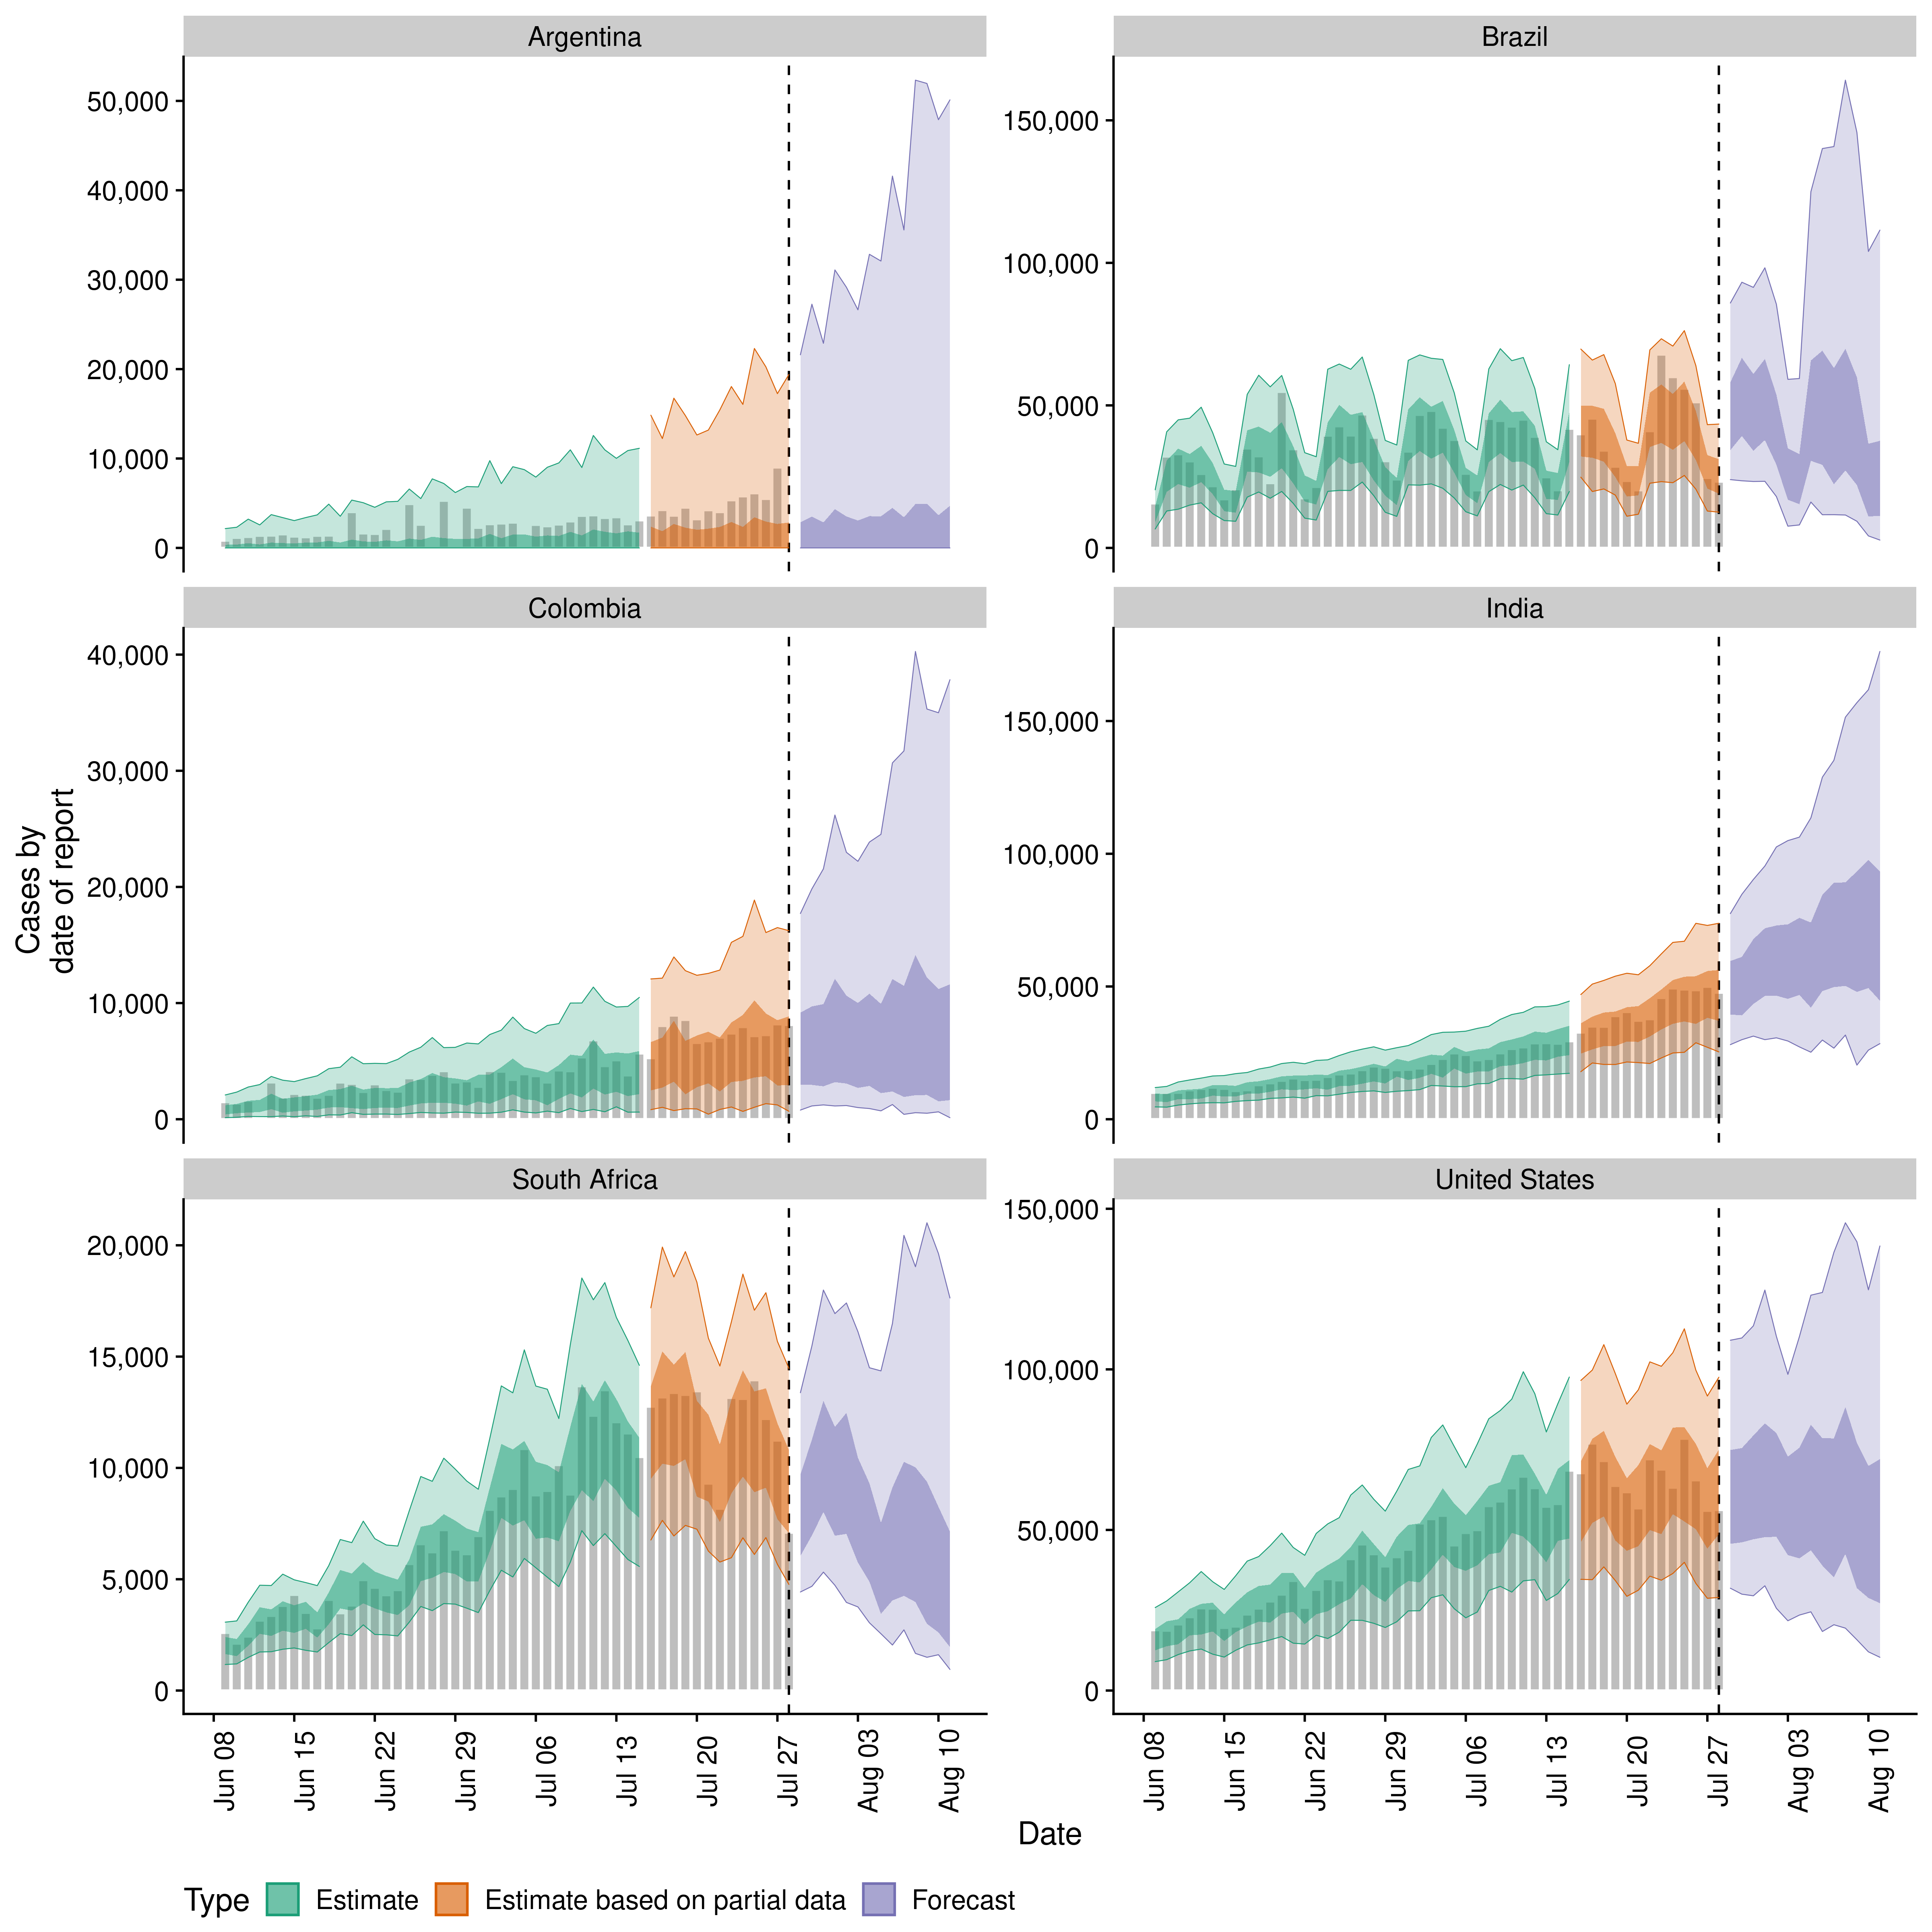 Argentina
Brazil
50,000
40,000
30,000
20,000
10,000
0
150,000
100,000
50,000
0
Colombia
India
40,000
30,000
20,000
10,000
0
150,000
100,000
50,000
0
South Africa
United States
20,000
15,000
10,000
5,000
0
150,000
100,000
50,000
0
Cases by
date of report
Jun 08
Jun 15
Jun 22
Jun 29
Jul 06
Jul 13
Jul 20
Jul 27
Aug 03
Aug 10
Jun 08
Jun 15
Jun 22
Jun 29
Jul 06
Jul 13
Jul 20
Jul 27
Aug 03
Aug 10
Date
Type Estimate Estimate based on partial data Forecast